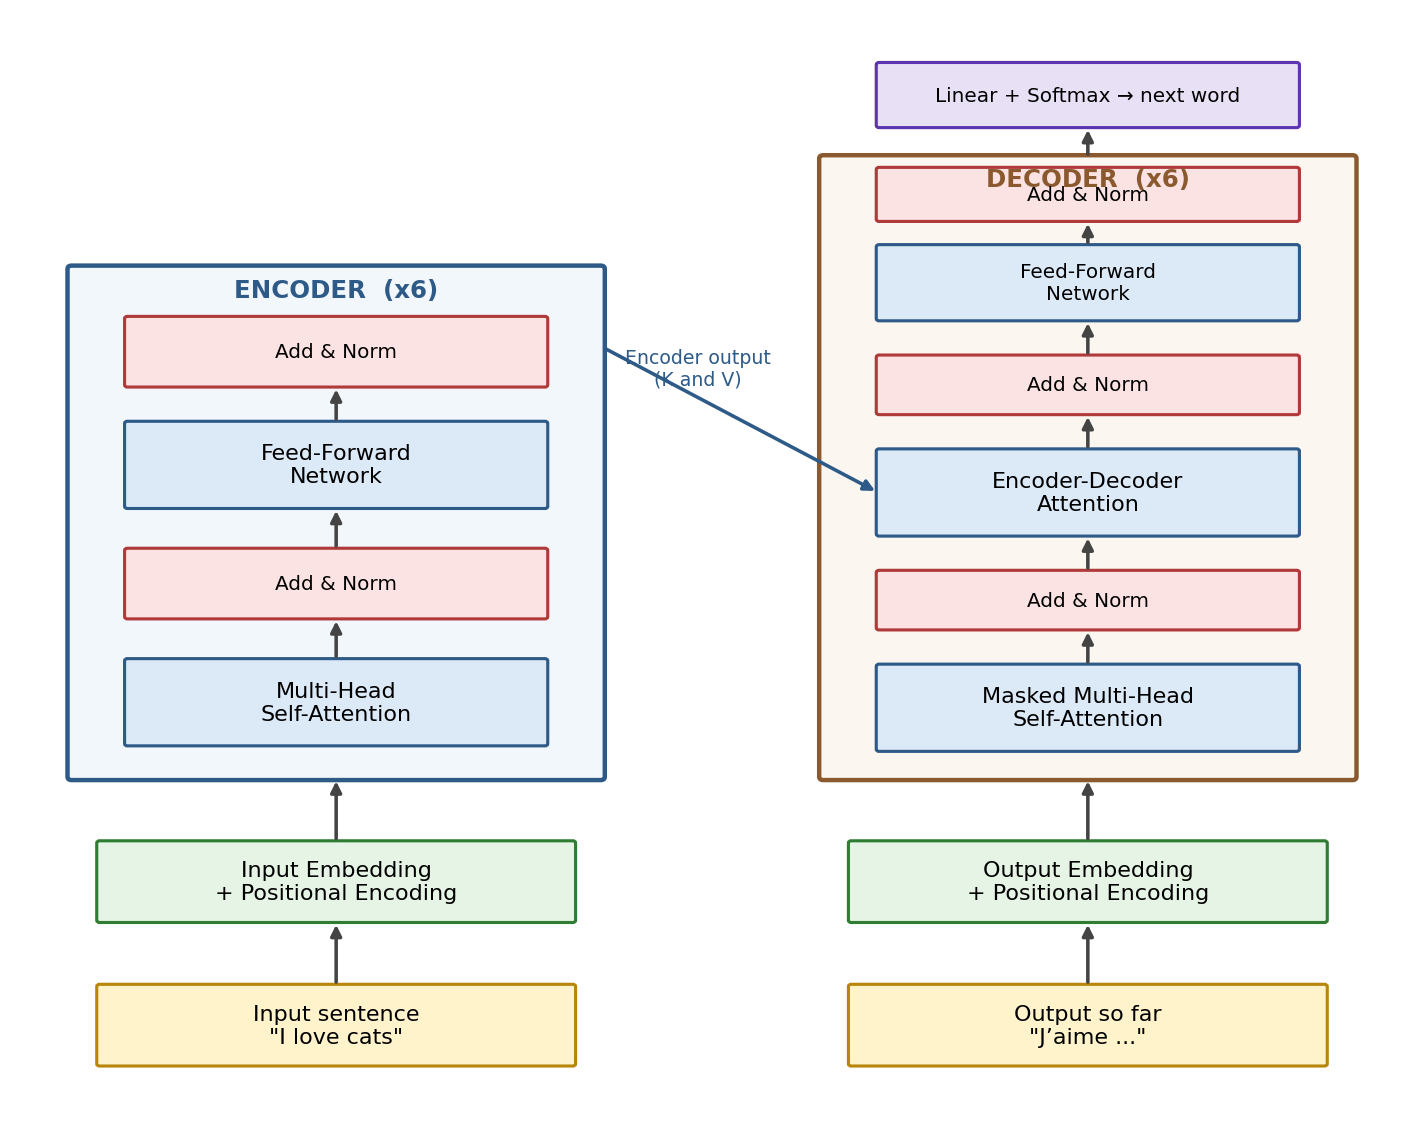 Linear + Softmax → next word
DECODER (x6)
Add & Norm
Feed-Forward
Network
Add & Norm
Encoder-Decoder
Attention
Add & Norm
Masked Multi-Head
Self-Attention
Output Embedding
+ Positional Encoding
Output so far
"J’aime ..."
ENCODER (x6)
Add & Norm
Feed-Forward
Network
Add & Norm
Multi-Head
Self-Attention
Input Embedding
+ Positional Encoding
Input sentence
"I love cats"
Encoder output
(K and V)